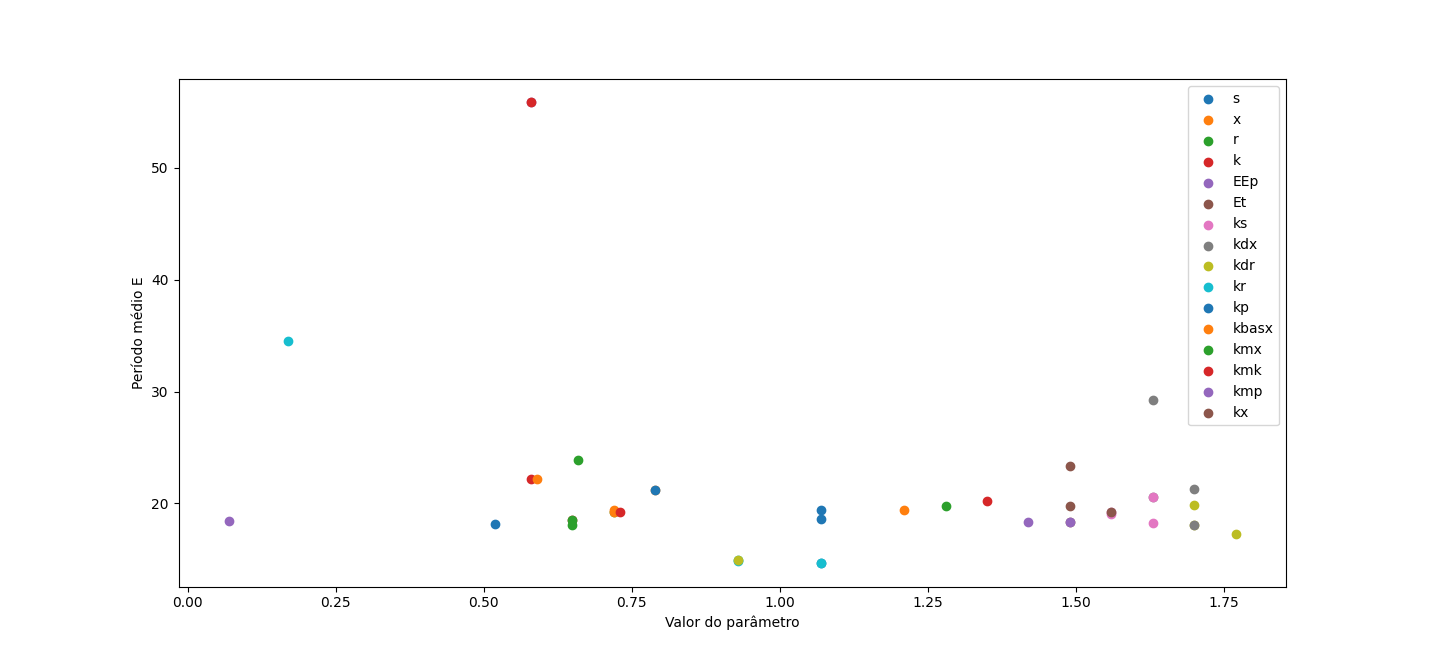 50
40
30
20
Período médio E
0.00 0.25 0.50 0.75 1.00 1.25 1.50 1.75
Valor do parâmetro
s
x
r
k
EEp
Et
ks
kdx
kdr
kr
kp
kbasx
kmx
kmk
kmp
kx